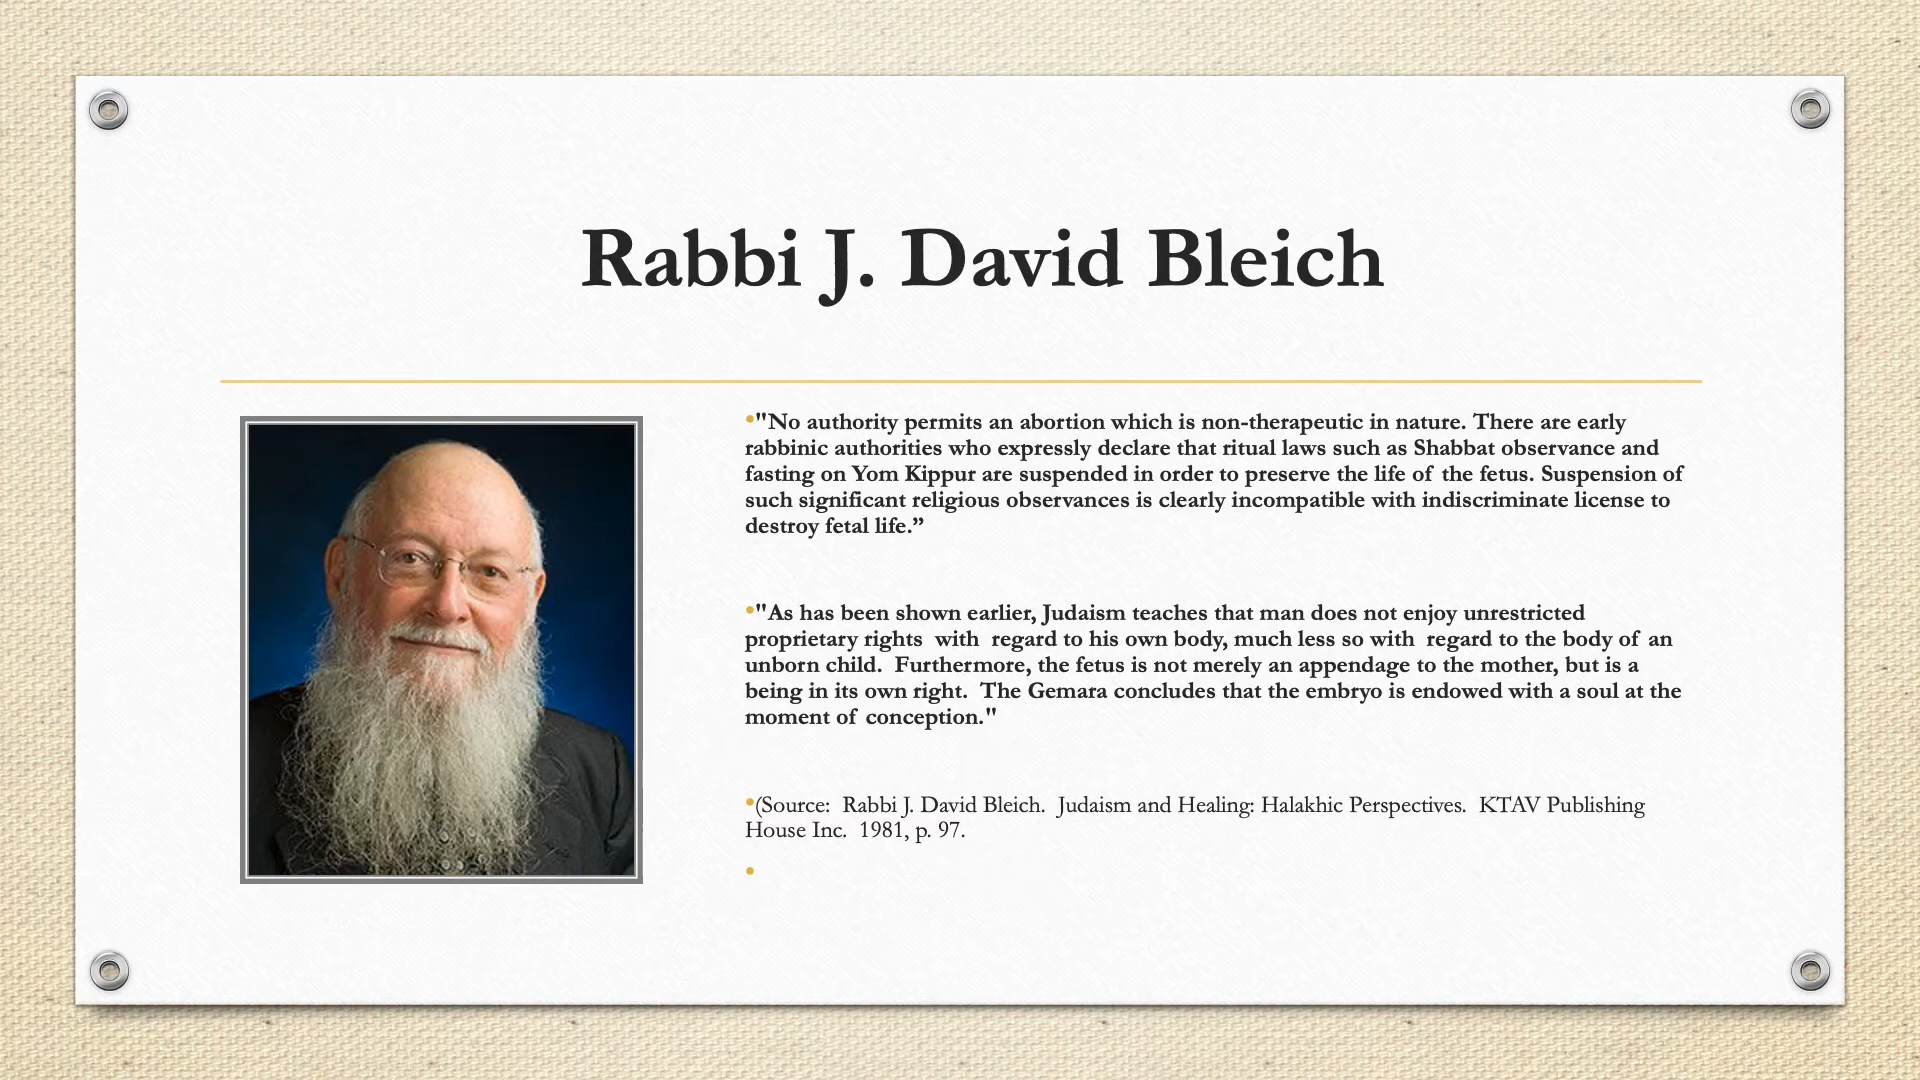 Rabbi J. David Bleich
•"No authority permits an abortion which is non-therapeutic in nature. There are early
rabbinic authorities who expressly declare that ritual laws such as Shabbat observance and
fasting on Yom Kippur are suspended in order to preserve the life of the fetus. Suspension of
such significant religious observances is clearly incompatible with indiscriminate license to
destroy fetal life.”
•"As has been shown earlier, Judaism teaches that man does not enjoy unrestricted
proprietary rights with regard to his own body, much less so with regard to the body of an
unborn child. Furthermore, the fetus is not merely an appendage to the mother, but is a
being in its own right. The Gemara concludes that the embryo is endowed with a soul at the
moment of conception."
•(Source: Rabbi J. David Bleich. Judaism and Healing: Halakhic Perspectives. KTAV Publishing
House Inc. 1981, p. 97.
•